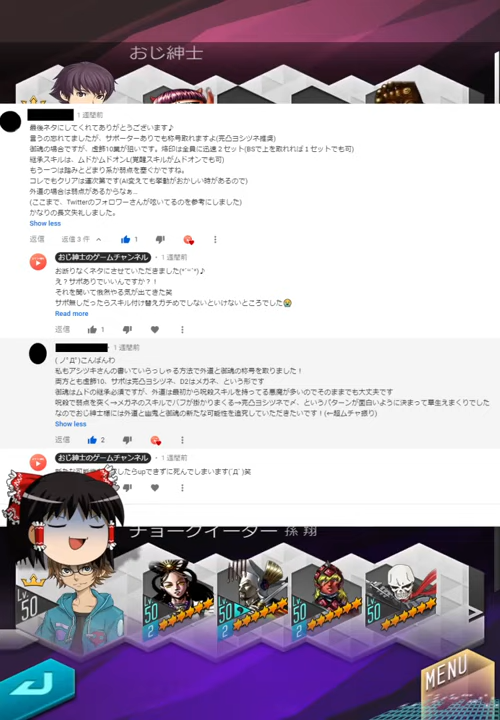 おじ紳士
1 週間前
最後ネタにしてくれてありがとうございます♪
言うの忘れてましたが、サポーターありでも称号取れますよ(完凸ヨシツネ推奨)
御魂の場合ですが、虚飾10翼が狙いです。烙印は全員に迅速２セット(BSで上を取れれば１セットでも可)
継承スキルは、ムドかムドオンL(覚醒スキルがムドオンでも可)
もう一つは踏みとどまり系か弱点を塞ぐかですね。
コレでもクリアは運次第です(AI変えても挙動がおかしい時があるので)
外道の場合は弱点があるからなぁ…
(ここまで、Twitterのフォロワーさんが呟いてるのを参考にしました)
かなりの長文失礼しました。
Show less
返信 返信 3 件 1
おじ紳士のゲームチャンネル・1 週間前
お断りなくネタにさせていただきました(*´꒳`*)♪
え？サポありでいいんですか？！
それを聞いて俄然やる気が出てきた笑
サポ無しだったらスキル付け替えガチめでしないといけないところでした😭
Read more
返信 1
1 週間前
( ノ゚Д゚)こんばんわ
私もアシツキさんの書いていらっしゃる方法で外道と御魂の称号を取りました！
両方とも虚飾10、サポは完凸ヨシツネ、D2はメガネ、という形です
御魂はムドの継承必須ですが、外道は最初から呪殺スキルを持ってる悪魔が多いのでそのままでも大丈夫です
呪殺で弱点を突く→メガネのスキルでバフが掛かりまくる→完凸ヨシツネで〆、というパターンが面白いように決まって草生えまくりでした
なのでおじ紳士様には外道と幽鬼と御魂の新たな可能性を追究していただきたいです！(←超ムチャ振り)
Show less
返信 2
おじ紳士のゲームチャンネル・1 週間前
したらupできずに死んでしまいます(´Д`)笑
チョークイーター 孫 翔
Lv. 50
Lv. 50 2
Lv. 50 2
Lv. 50 2
Lv. 50 2
MENU